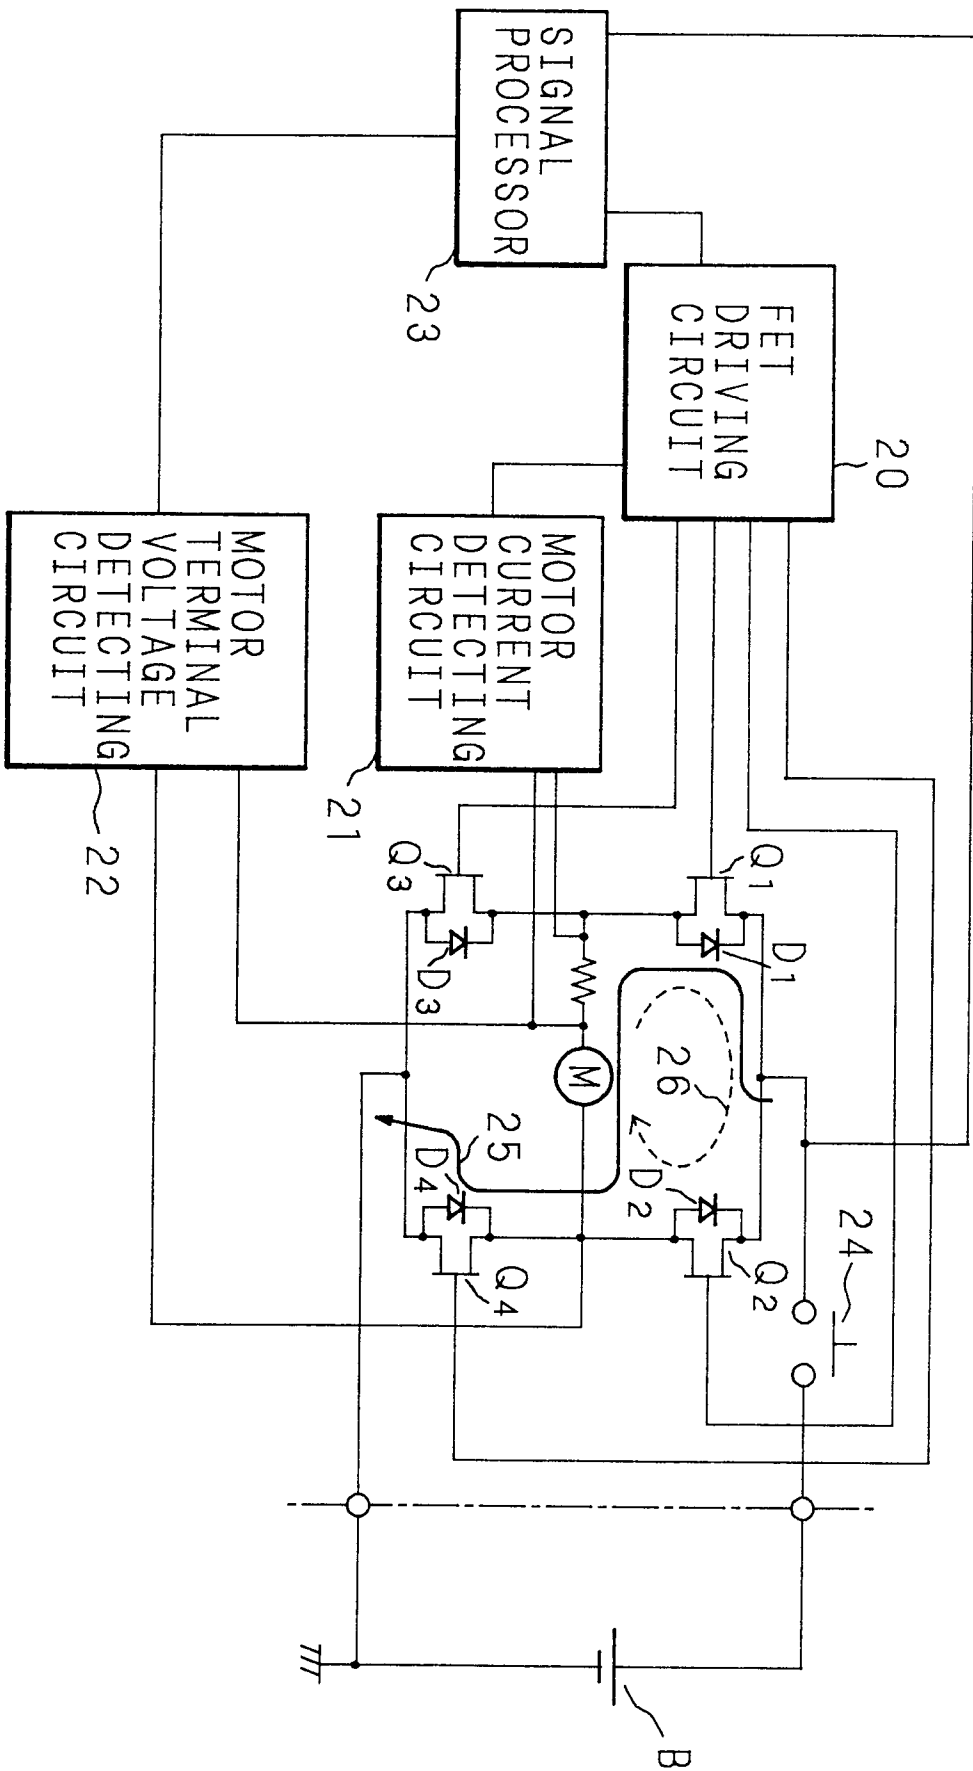 SIGNAL
PROCESSOR
23
FET
DRIVING
CIRCUIT
20
MOTOR
CURRENT
DETECTING
CIRCUIT
21
MOTOR
TERMINAL
VOLTAGE
DETECTING
CIRCUIT
22
Q1
D1
Q3
D3
M
26
25
D2
Q2
D4
Q4
24
B